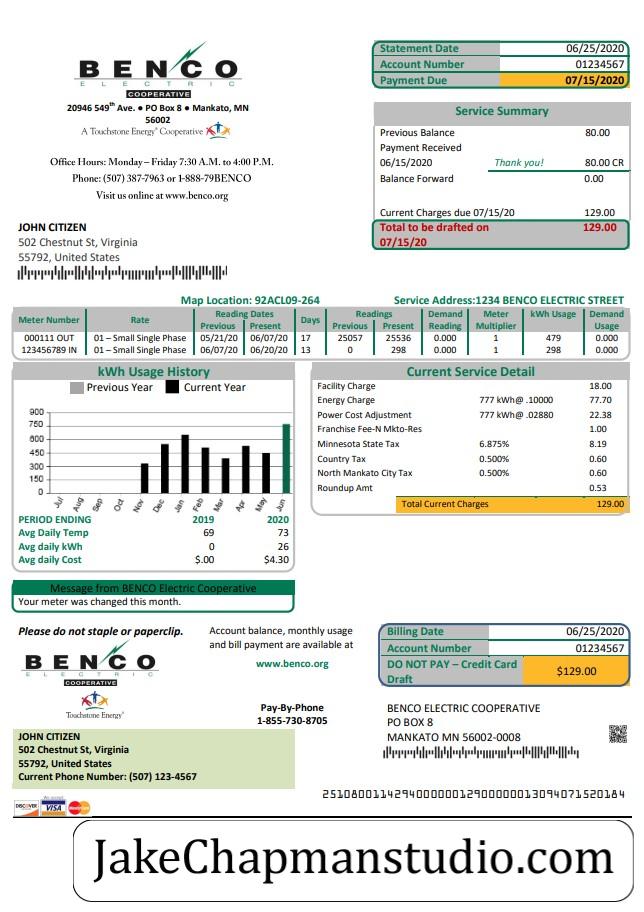 BENCO
ELECTRIC
COOPERATIVE
20946 549th Ave. ● PO Box 8 ● Mankato, MN
56002
A Touchstone Energy® Cooperative
Office Hours: Monday – Friday 7:30 A.M. to 4:00 P.M.
Phone: (507) 387-7963 or 1-888-79BENCO
Visit us online at www.benco.org
Statement Date 06/25/2020
Account Number 01234567
Payment Due 07/15/2020
Service Summary
Previous Balance 80.00
Payment Received
06/15/2020 Thank you! 80.00 CR
Balance Forward 0.00
Current Charges due 07/15/20 129.00
Total to be drafted on 129.00
07/15/20
JOHN CITIZEN
502 Chestnut St, Virginia
55792, United States
Map Location: 92ACL09-264 Service Address:1234 BENCO ELECTRIC STREET
Meter Number Rate Reading Dates Previous Present Days Readings Previous Present Demand Reading Meter Multiplier kWh Usage Demand Usage
000111 OUT 01 – Small Single Phase 05/21/20 06/07/20 17 25057 25536 0.000 1 479 0.000
123456789 IN 01 – Small Single Phase 06/07/20 06/20/20 13 0 298 0.000 1 298 0.000
kWh Usage History
Previous Year Current Year
900
750
600
450
300
150
0
Jul Aug Sep Oct Nov Dec Jan Feb Mar Apr May Jun
PERIOD ENDING 2019 2020
Avg Daily Temp 69 73
Avg daily kWh 0 26
Avg daily Cost $.00 $4.30
Current Service Detail
Facility Charge 18.00
Energy Charge 777 kWh@ .10000 77.70
Power Cost Adjustment 777 kWh@ .02880 22.38
Franchise Fee-N Mkto-Res 1.00
Minnesota State Tax 6.875% 8.19
Country Tax 0.500% 0.60
North Mankato City Tax 0.500% 0.60
Roundup Amt 0.53
Total Current Charges 129.00
Message from BENCO Electric Cooperative
Your meter was changed this month.
Please do not staple or paperclip.
BENCO
ELECTRIC
COOPERATIVE
Touchstone Energy®
Account balance, monthly usage
and bill payment are available at
www.benco.org
Pay-By-Phone
1-855-730-8705
Billing Date 06/25/2020
Account Number 01234567
DO NOT PAY – Credit Card
Draft $129.00
BENCO ELECTRIC COOPERATIVE
PO BOX 8
MANKATO MN 56002-0008
JOHN CITIZEN
502 Chestnut St, Virginia
55792, United States
Current Phone Number: (507) 123-4567
DISCOVER VISA MasterCard
JakeChapmanstudio.com